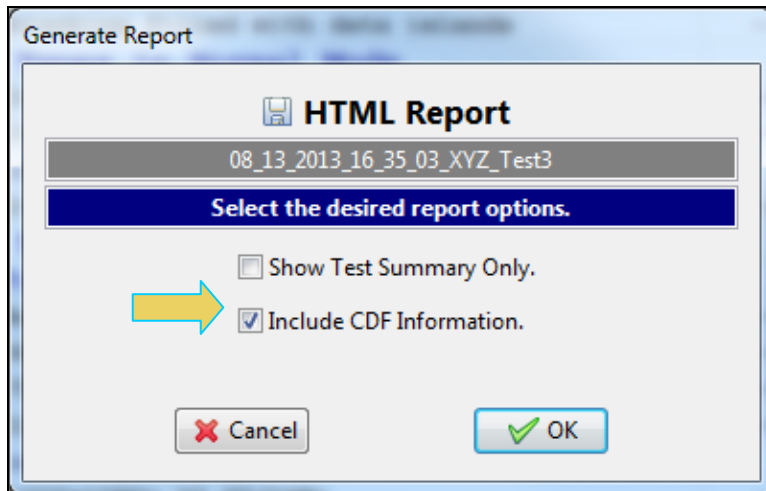 Generate Report
HTML Report
08_13_2013_16_35_03_XYZ_Test3
Select the desired report options.
Show Test Summary Only.
Include CDF Information.
Cancel
OK